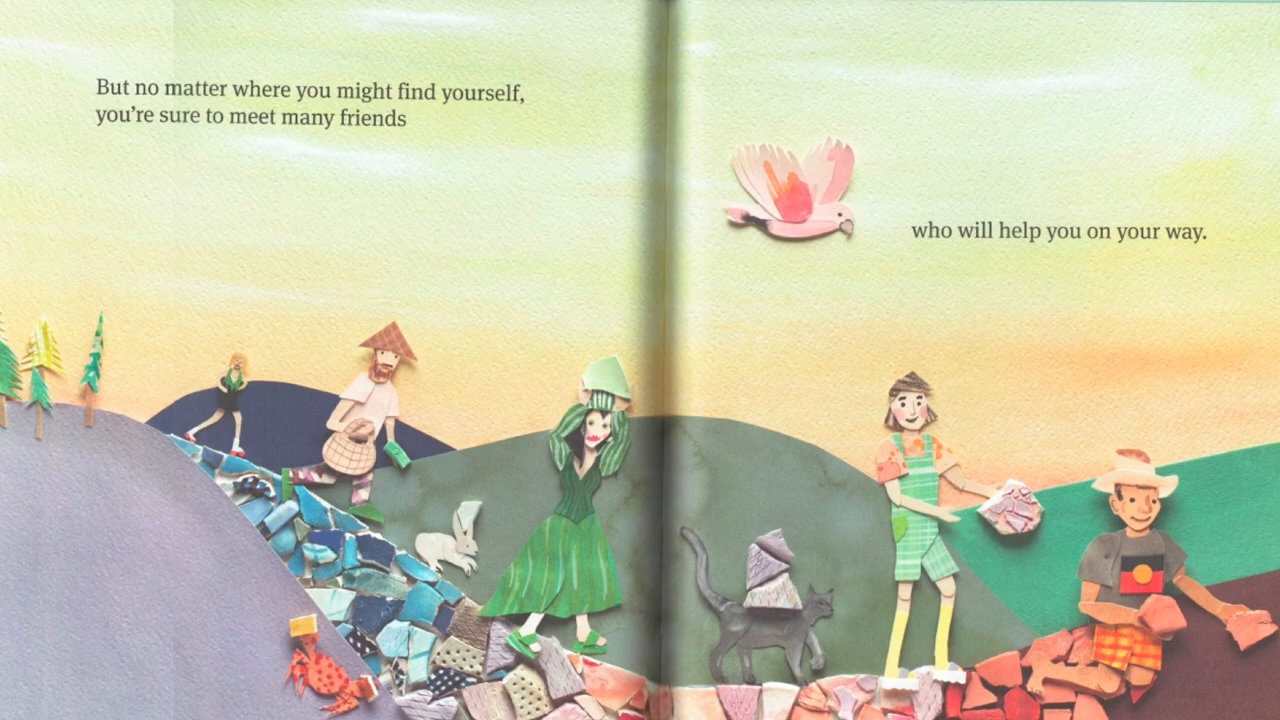 But no matter where you might find yourself,
you're sure to meet many friends
who will help you on your way.